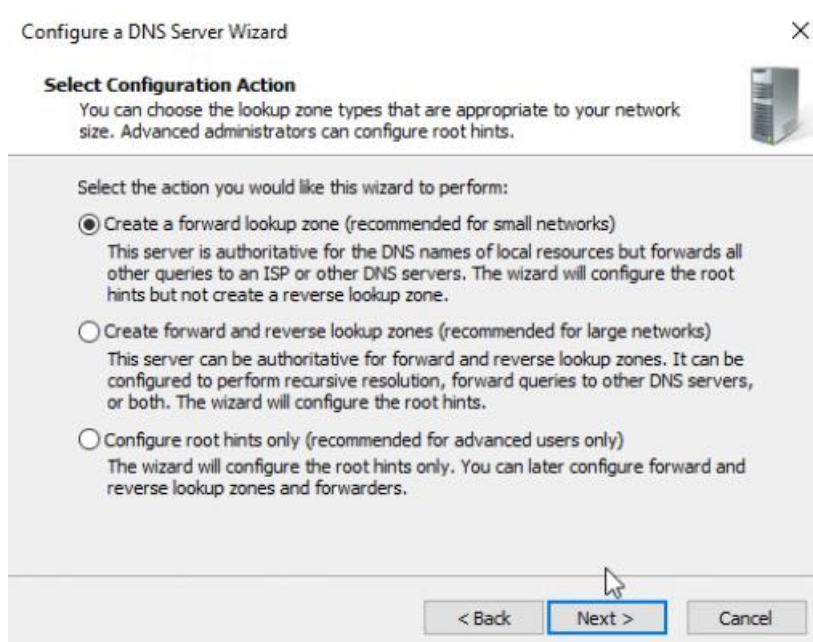 Configure a DNS Server Wizard
Select Configuration Action
You can choose the lookup zone types that are appropriate to your network
size. Advanced administrators can configure root hints.
Select the action you would like this wizard to perform:
Create a forward lookup zone (recommended for small networks)
This server is authoritative for the DNS names of local resources but forwards all
other queries to an ISP or other DNS servers. The wizard will configure the root
hints but not create a reverse lookup zone.
Create forward and reverse lookup zones (recommended for large networks)
This server can be authoritative for forward and reverse lookup zones. It can be
configured to perform recursive resolution, forward queries to other DNS servers,
or both. The wizard will configure the root hints.
Configure root hints only (recommended for advanced users only)
The wizard will configure the root hints only. You can later configure forward and
reverse lookup zones and forwarders.
< Back Next > Cancel